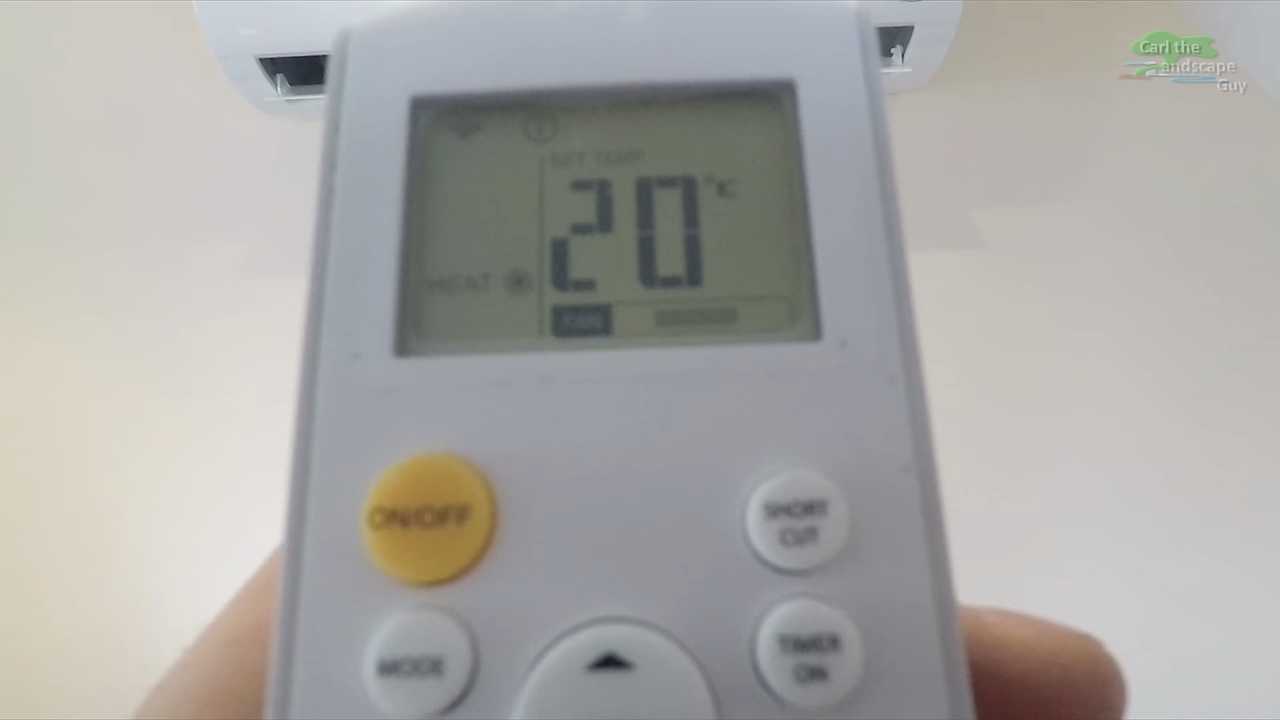 Carl the
Landscape
Guy
SET TEMP
20 °C
HEAT
FAN
ON/OFF
SHORT
CUT
MODE
TIMER
ON